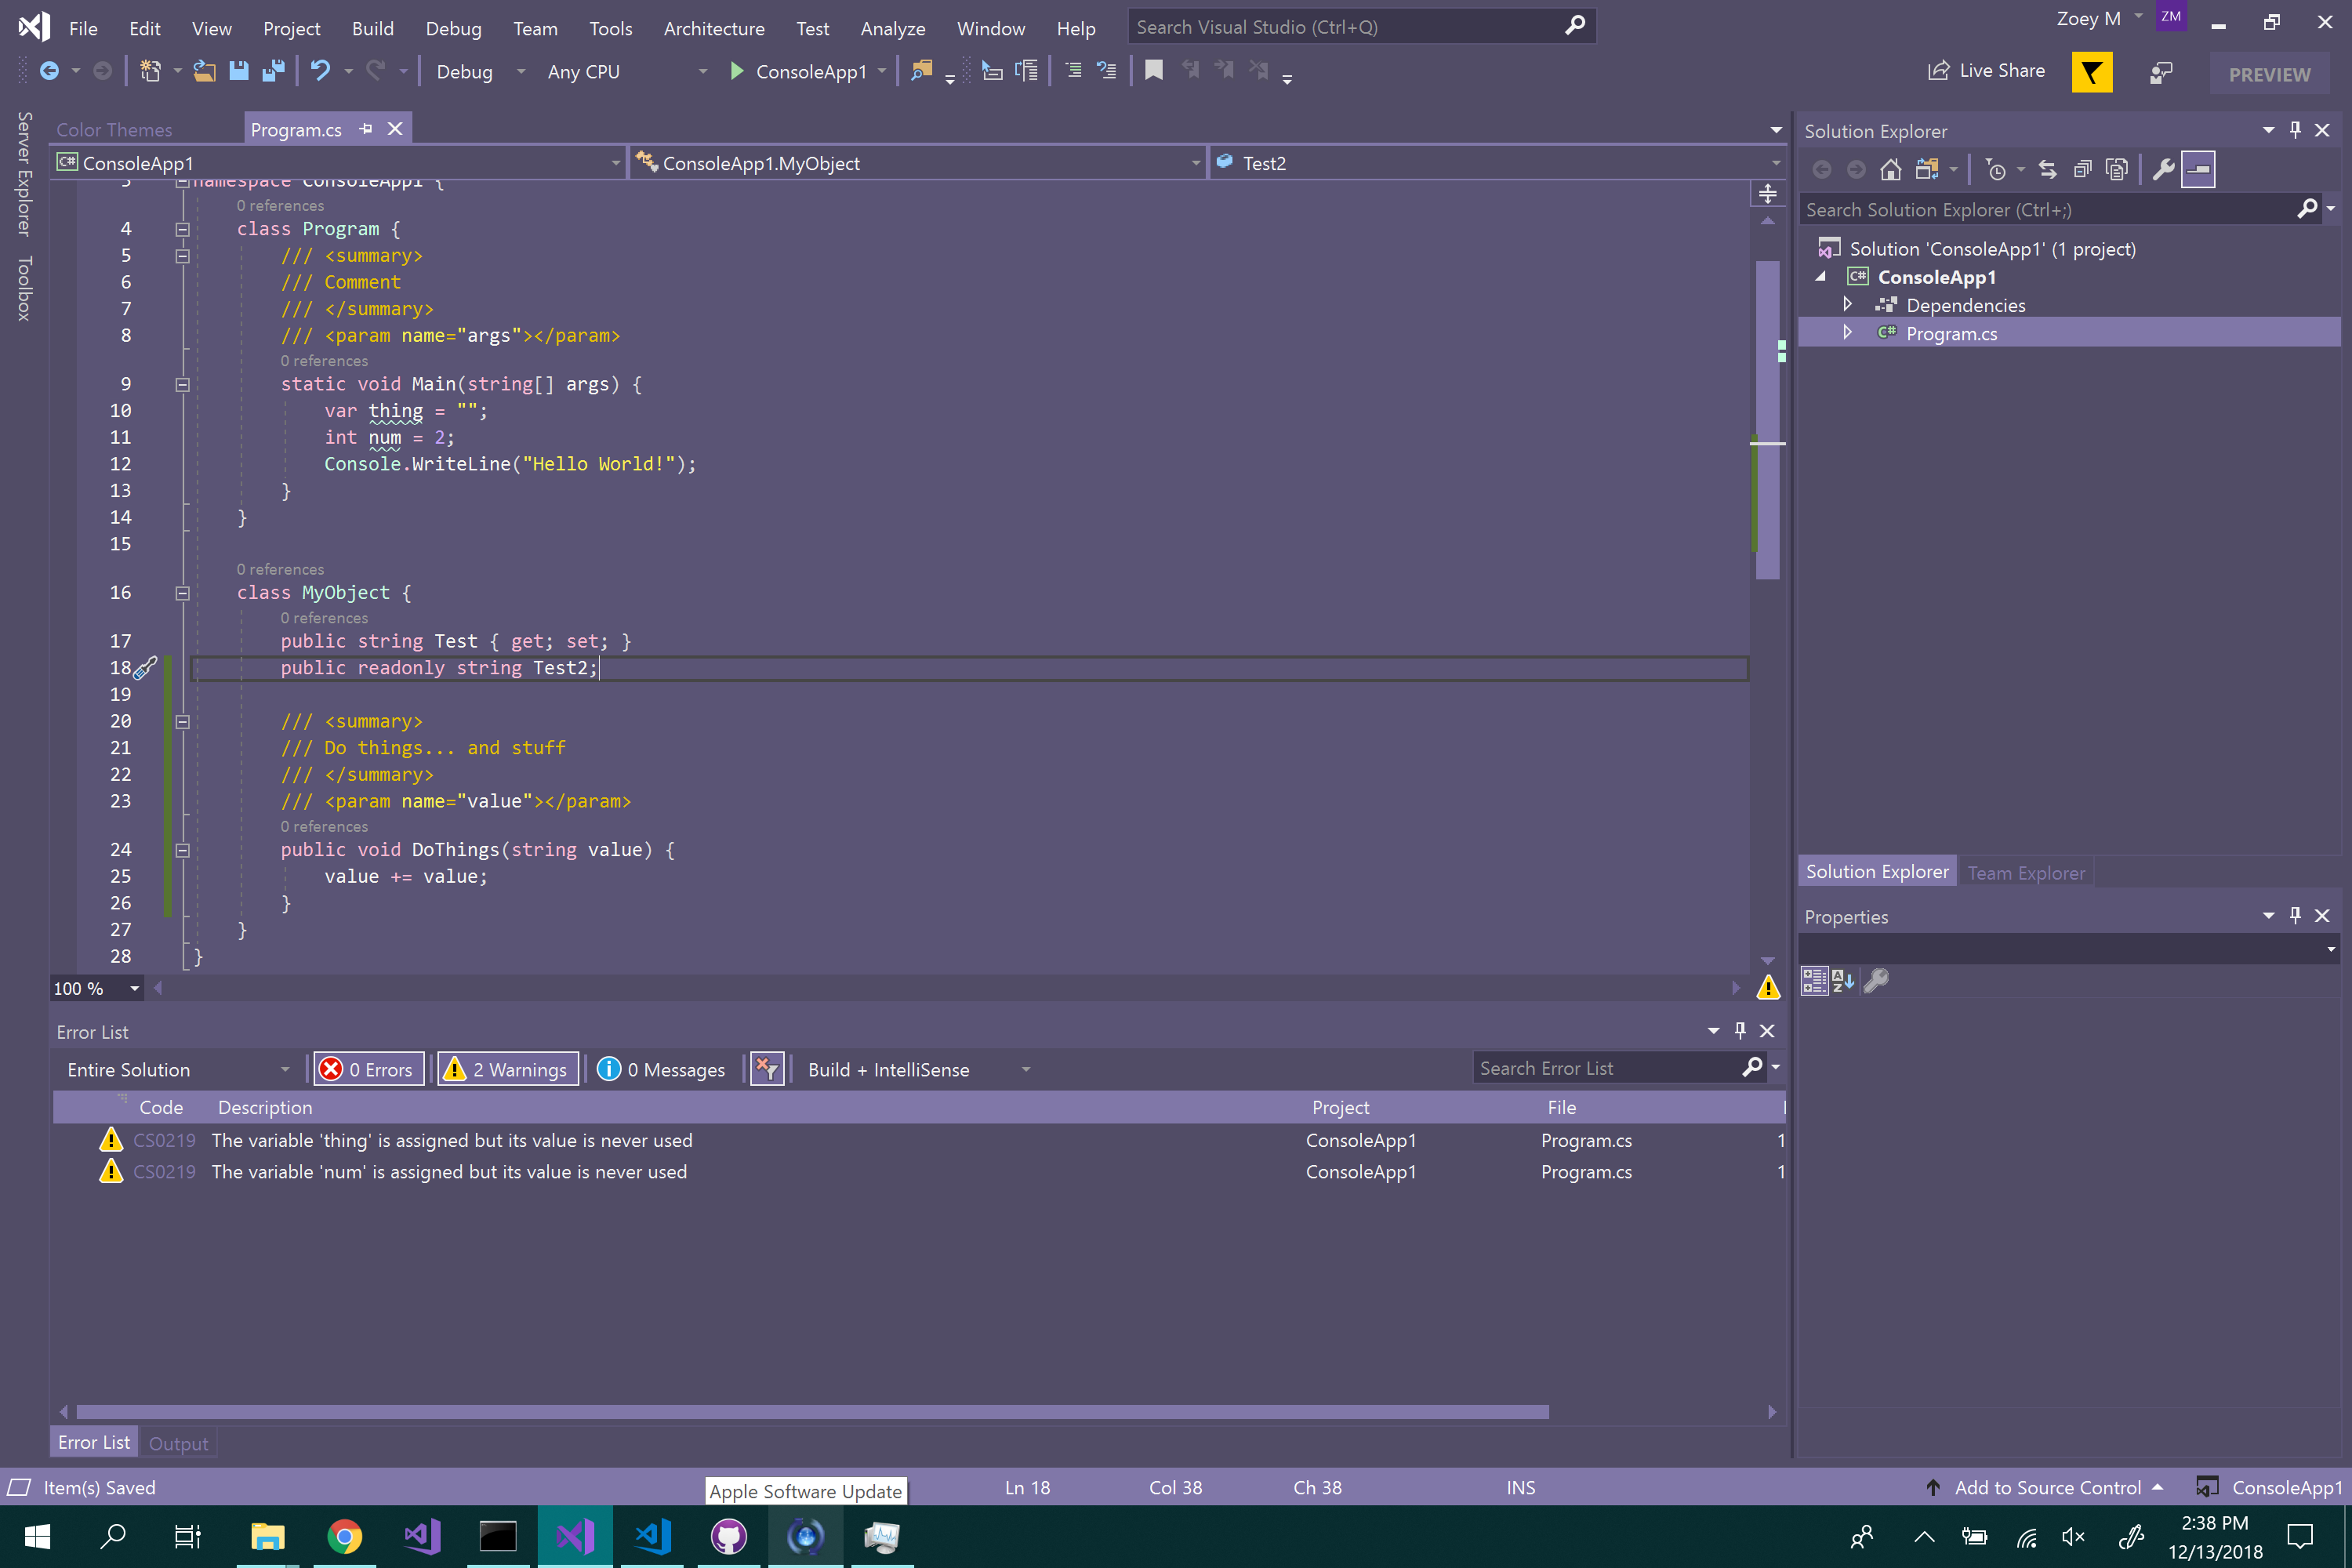 File Edit View Project Build Debug Team Tools Architecture Test Analyze Window Help Search Visual Studio (Ctrl+Q) Zoey M ZM
Debug Any CPU ConsoleApp1 Live Share PREVIEW
Server Explorer
Toolbox
Color Themes Program.cs
ConsoleApp1 ConsoleApp1.MyObject Test2
3 namespace ConsoleApp1 {
0 references
4 class Program {
5 /// <summary>
6 /// Comment
7 /// </summary>
8 /// <param name="args"></param>
0 references
9 static void Main(string[] args) {
10 var thing = "";
11 int num = 2;
12 Console.WriteLine("Hello World!");
13 }
14 }
15
0 references
16 class MyObject {
0 references
17 public string Test { get; set; }
18 public readonly string Test2;
19
20 /// <summary>
21 /// Do things... and stuff
22 /// </summary>
23 /// <param name="value"></param>
0 references
24 public void DoThings(string value) {
25 value += value;
26 }
27 }
28 }
100 %
Error List
Entire Solution 0 Errors 2 Warnings 0 Messages Build + IntelliSense Search Error List
Code Description Project File
CS0219 The variable 'thing' is assigned but its value is never used ConsoleApp1 Program.cs 1
CS0219 The variable 'num' is assigned but its value is never used ConsoleApp1 Program.cs 1
Error List Output
Solution Explorer
Search Solution Explorer (Ctrl+;)
Solution 'ConsoleApp1' (1 project)
C# ConsoleApp1
Dependencies
C# Program.cs
Solution Explorer Team Explorer
Properties
Item(s) Saved Ln 18 Col 38 Ch 38 INS Add to Source Control ConsoleApp1
Apple Software Update
2:38 PM
12/13/2018